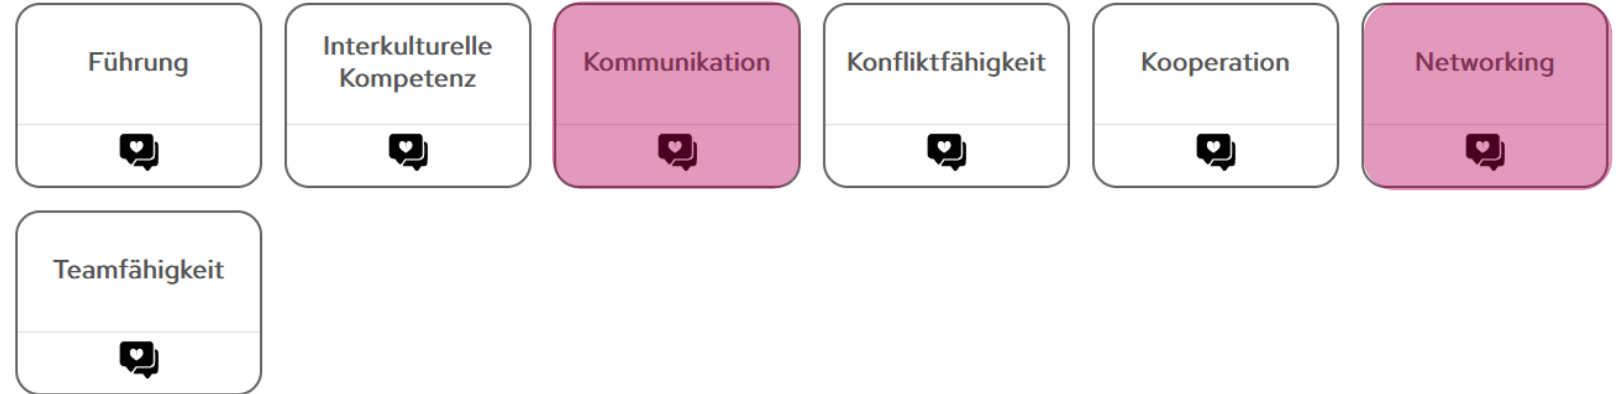 Führung
Interkulturelle
Kompetenz
Kommunikation
Konfliktfähigkeit
Kooperation
Networking
Teamfähigkeit